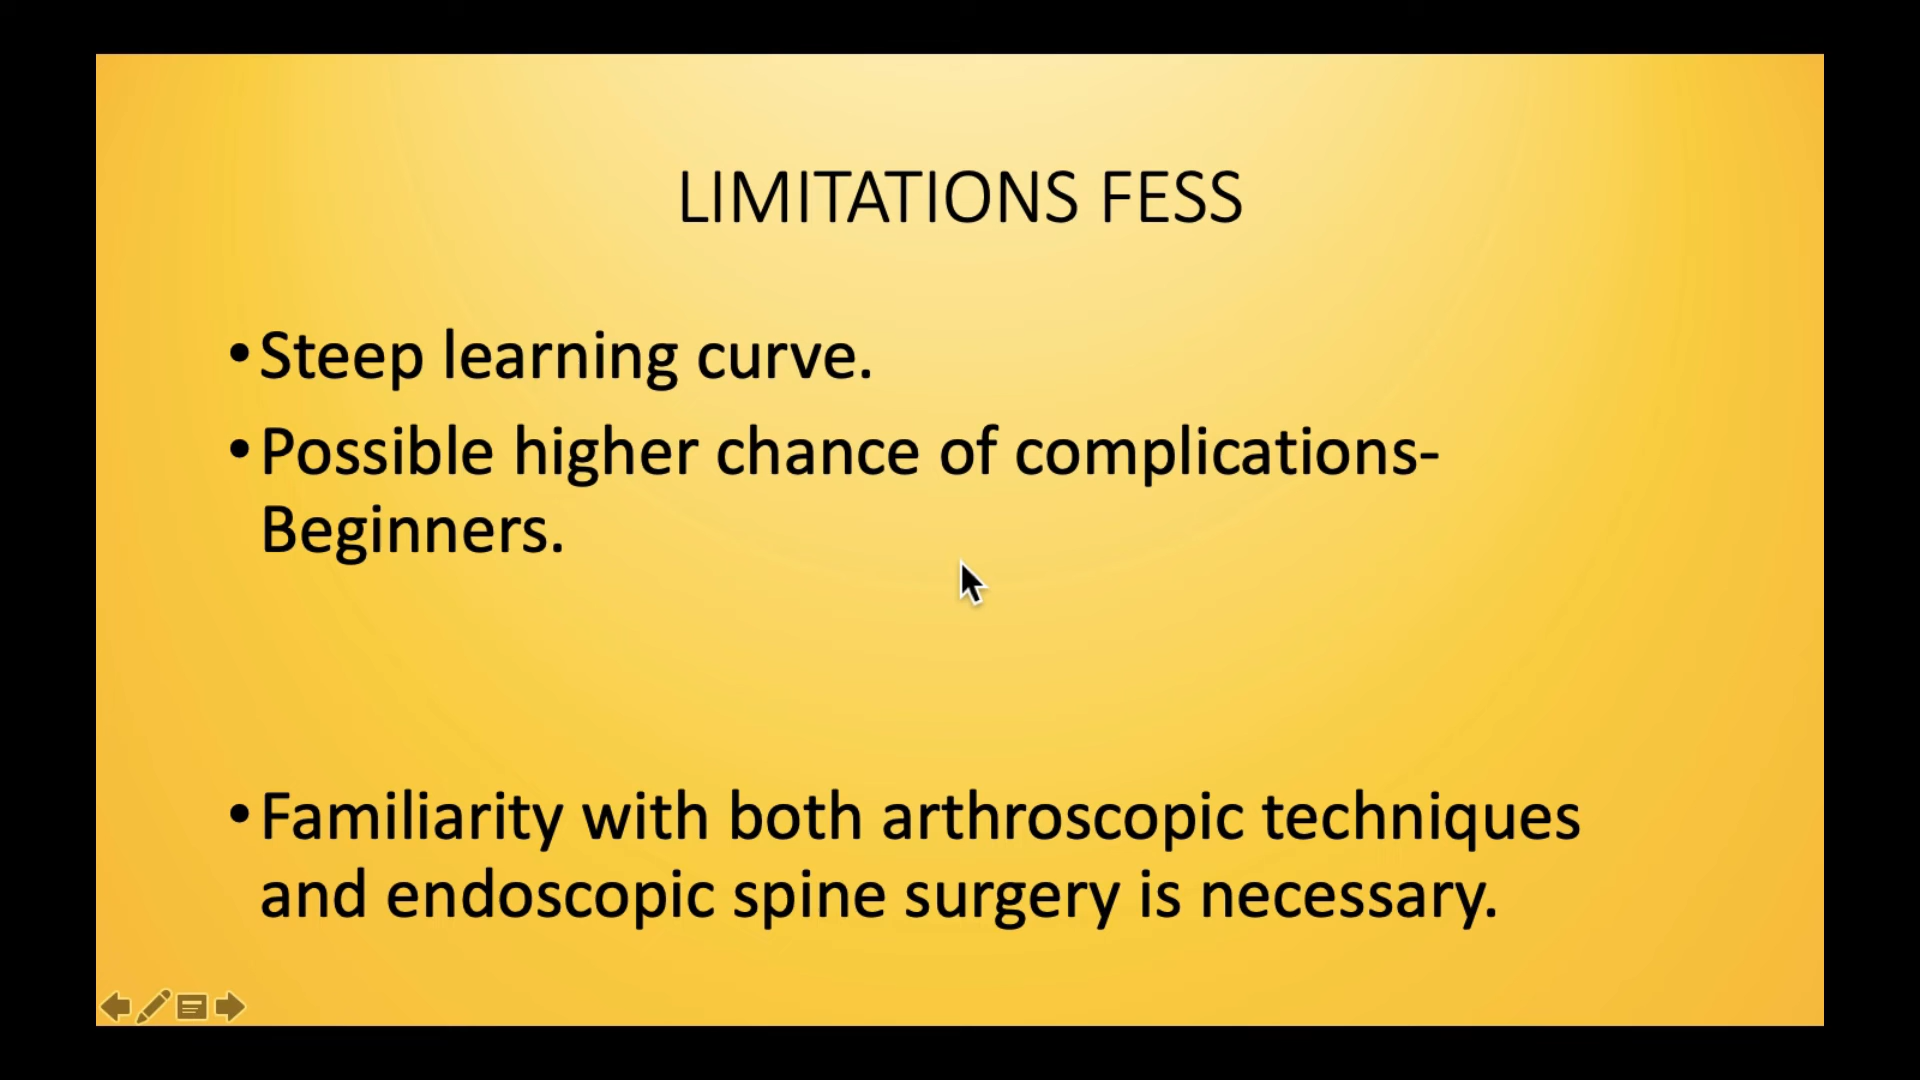 LIMITATIONS FESS
•Steep learning curve.
•Possible higher chance of complications-
Beginners.
•Familiarity with both arthroscopic techniques
and endoscopic spine surgery is necessary.